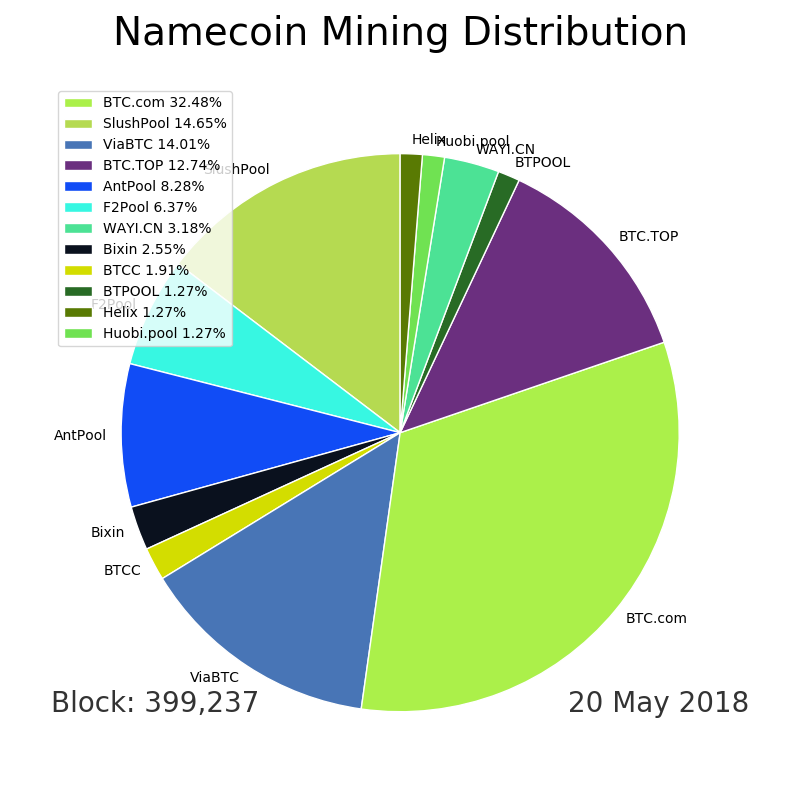 Namecoin Mining Distribution
BTC.com 32.48%
SlushPool 14.65%
ViaBTC 14.01%
BTC.TOP 12.74%
AntPool 8.28%
F2Pool 6.37%
WAYI.CN 3.18%
Bixin 2.55%
BTCC 1.91%
BTPOOL 1.27%
Helix 1.27%
Huobi.pool 1.27%
Helix
Huobi.pool
WAYI.CN
BTPOOL
SlushPool
BTC.TOP
F2Pool
AntPool
Bixin
BTCC
BTC.com
ViaBTC
Block: 399,237
20 May 2018